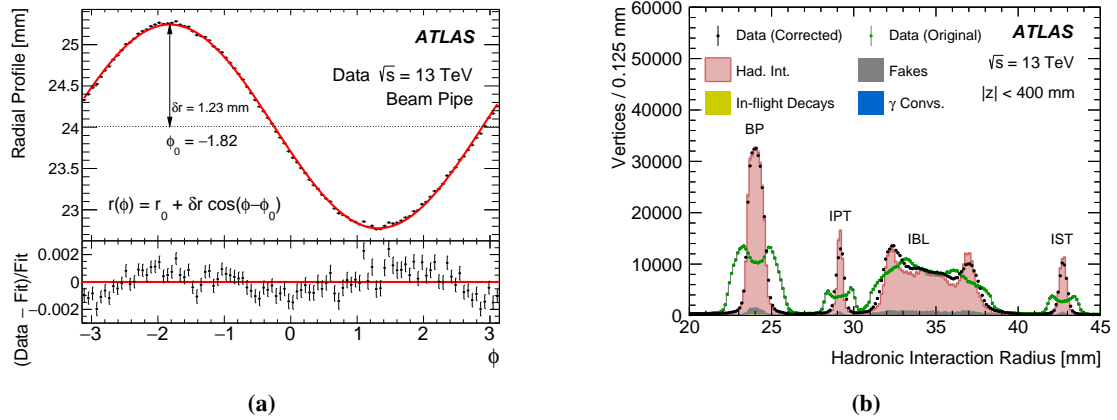 ATLAS
Data √s = 13 TeV
Beam Pipe
δr = 1.23 mm
ϕ₀ = −1.82
r(ϕ) = r₀ + δr cos(ϕ−ϕ₀)
Radial Profile [mm]
25
24.5
24
23.5
23
(Data − Fit)/Fit
0.002
0
−0.002
−3 −2 −1 0 1 2 3
ϕ
(a)
Vertices / 0.125 mm
60000
50000
40000
30000
20000
10000
0
Data (Corrected)
Data (Original)
ATLAS
Had. Int.
Fakes
√s = 13 TeV
In-flight Decays
γ Convs.
|z| < 400 mm
BP
IPT
IBL
IST
20 25 30 35 40 45
Hadronic Interaction Radius [mm]
(b)